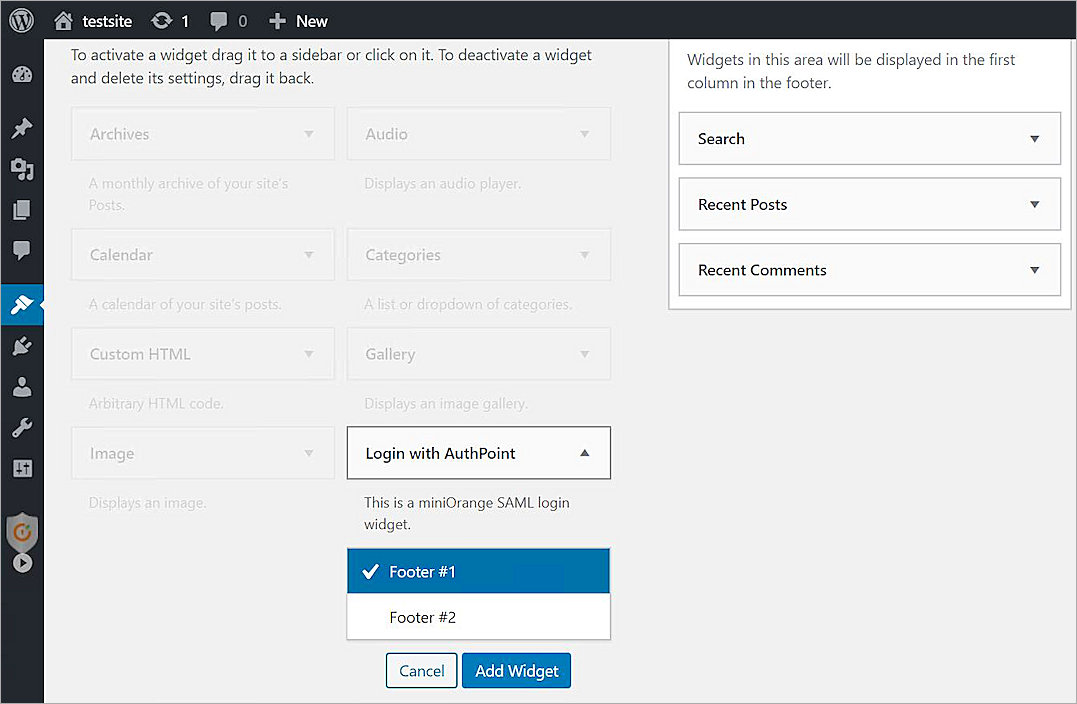 testsite 1 0 New
To activate a widget drag it to a sidebar or click on it. To deactivate a widget
and delete its settings, drag it back.
Archives
Audio
A monthly archive of your site's
Posts.
Displays an audio player.
Calendar
Categories
A calendar of your site's posts.
A list or dropdown of categories.
Custom HTML
Gallery
Arbitrary HTML code.
Displays an image gallery.
Image
Login with AuthPoint
Displays an image.
This is a miniOrange SAML login
widget.
Footer #1
Footer #2
Cancel
Add Widget
Widgets in this area will be displayed in the first
column in the footer.
Search
Recent Posts
Recent Comments